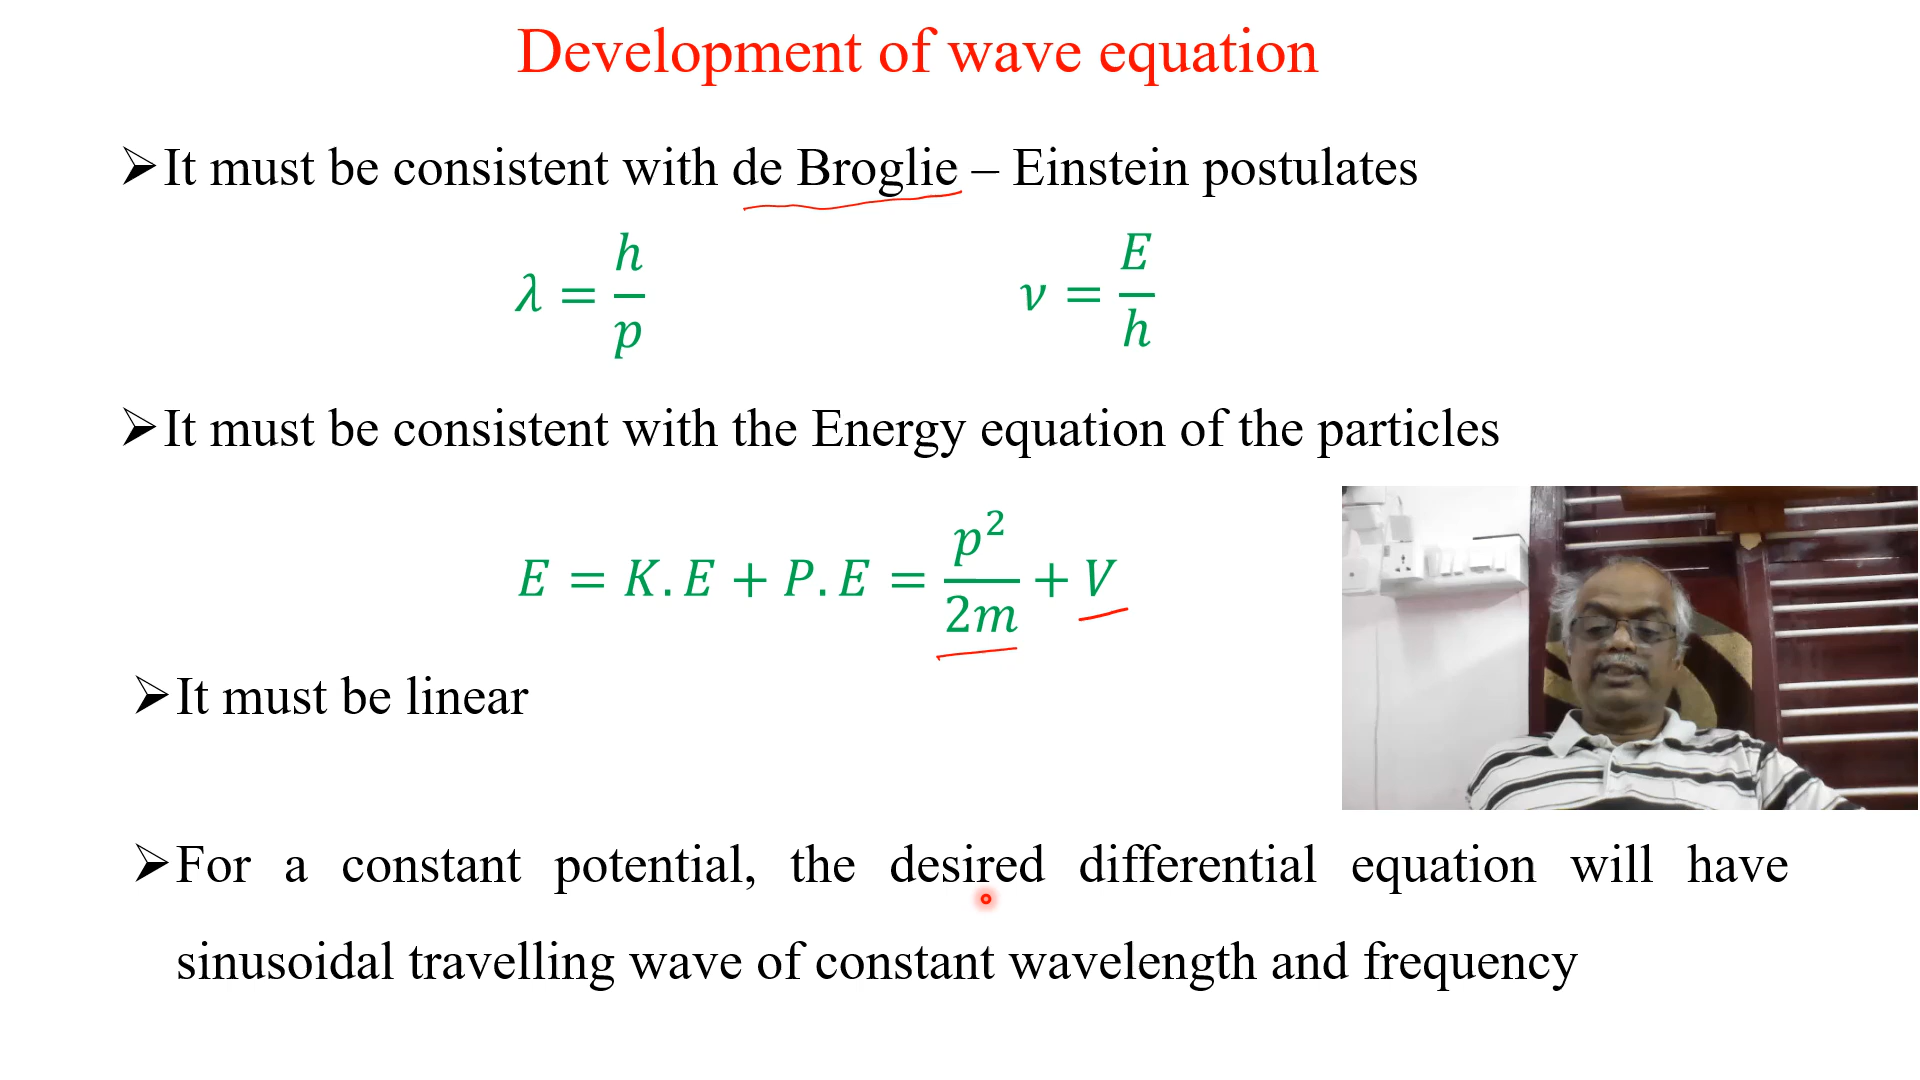 Development of wave equation
➢It must be consistent with de Broglie – Einstein postulates
λ = h/p ν = E/h
➢It must be consistent with the Energy equation of the particles
E = K.E + P.E = p²/2m + V
➢It must be linear
➢For a constant potential, the desired differential equation will have
sinusoidal travelling wave of constant wavelength and frequency